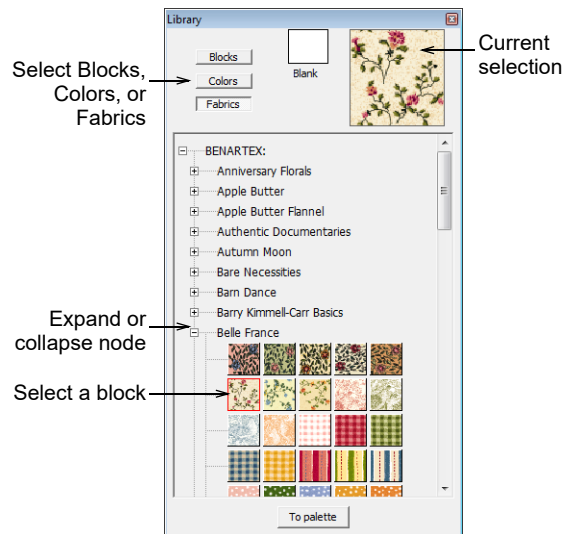 Library
Blocks
Colors
Fabrics
Blank
Current
selection
Select Blocks,
Colors, or
Fabrics
BENARTEX:
Anniversary Florals
Apple Butter
Apple Butter Flannel
Authentic Documentaries
Autumn Moon
Bare Necessities
Barn Dance
Barry Kimmell-Carr Basics
Belle France
Expand or
collapse node
Select a block
To palette